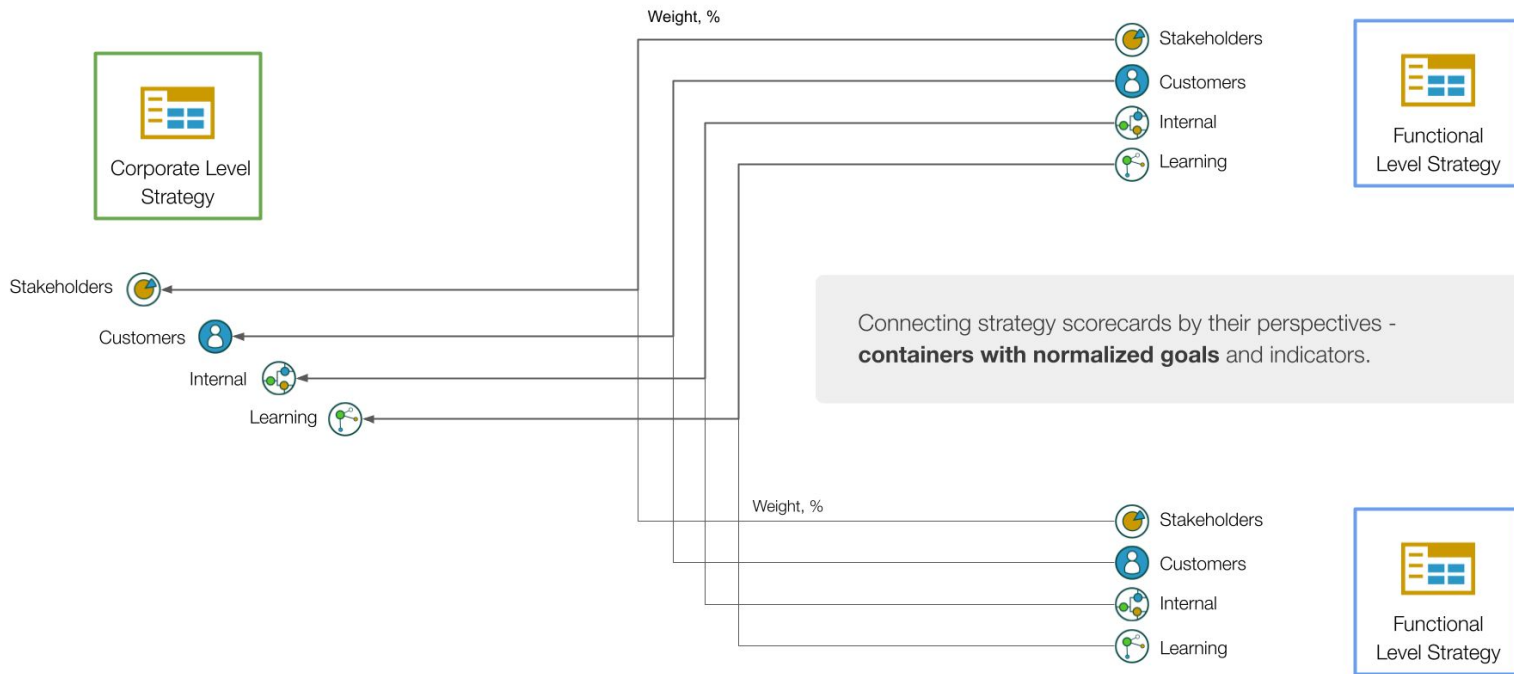 Weight, %
Stakeholders
Customers
Internal
Learning
Functional
Level Strategy
Corporate Level
Strategy
Stakeholders
Customers
Internal
Learning
Connecting strategy scorecards by their perspectives -
containers with normalized goals and indicators.
Weight, %
Stakeholders
Customers
Internal
Learning
Functional
Level Strategy